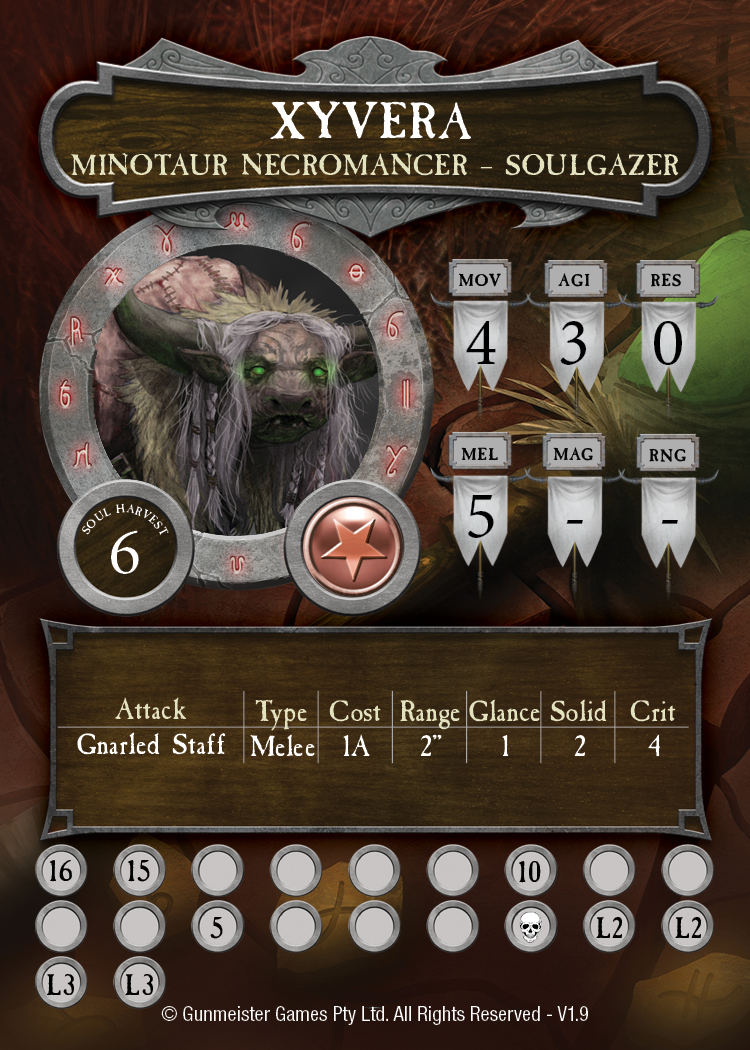 XYVERA
MINOTAUR NECROMANCER – SOULGAZER
MOV AGI RES
4 3 0
MEL MAG RNG
5 - -
SOUL HARVEST
6
Attack Type Cost Range Glance Solid Crit
Gnarled Staff Melee 1A 2” 1 2 4
16 15 10
5 L2 L2
L3 L3
© Gunmeister Games Pty Ltd. All Rights Reserved - V1.9